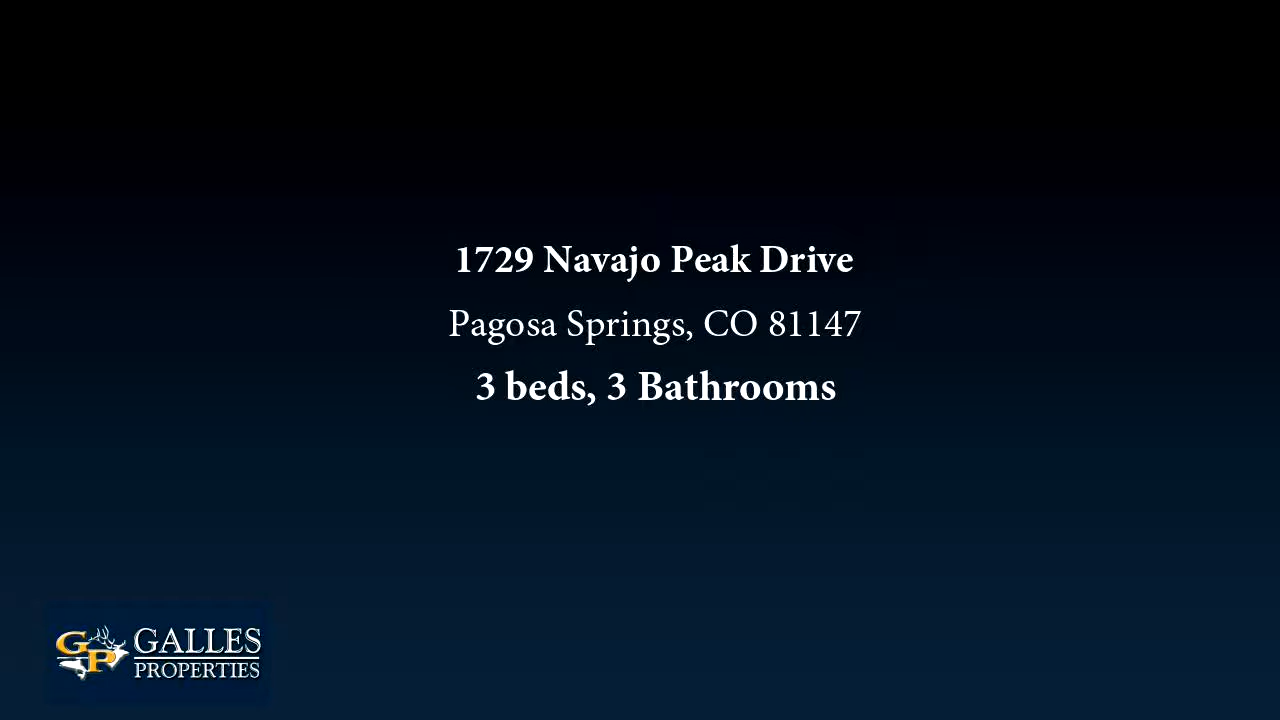 1729 Navajo Peak Drive
Pagosa Springs, CO 81147
3 beds, 3 Bathrooms
GP GALLES
PROPERTIES